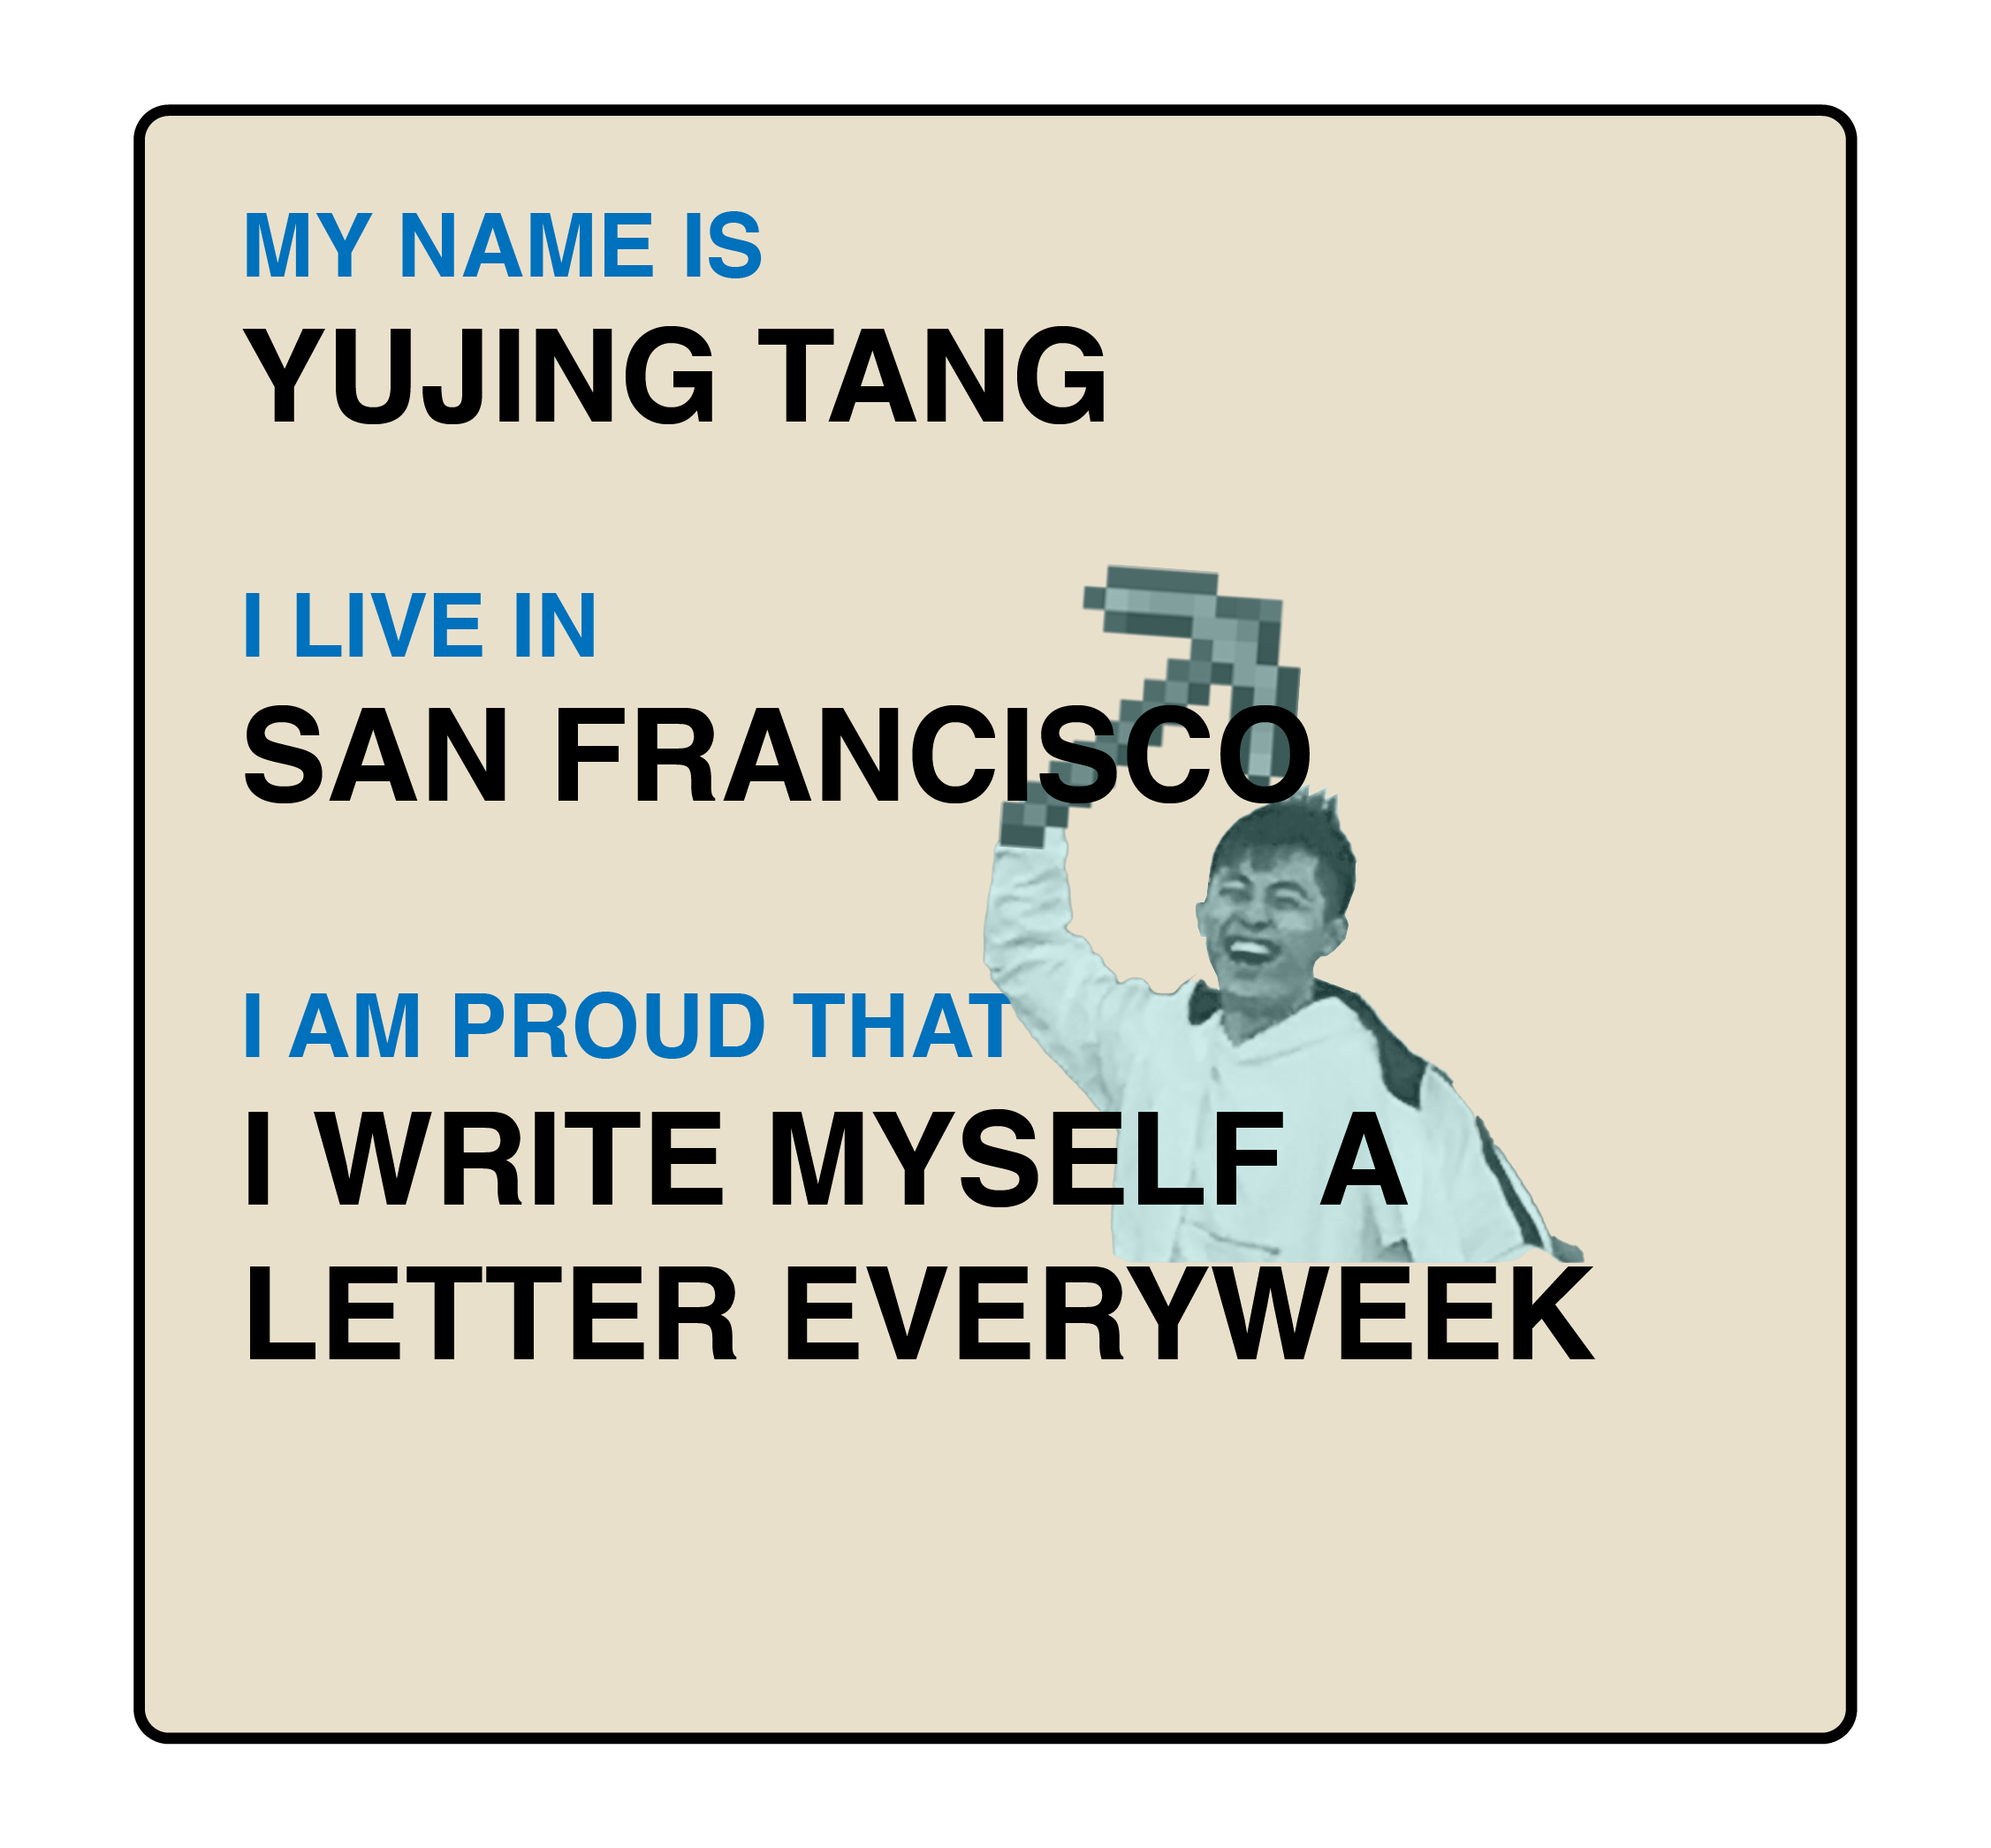 MY NAME IS
YUJING TANG
I LIVE IN
SAN FRANCISCO
I AM PROUD THAT
I WRITE MYSELF A
LETTER EVERYWEEK